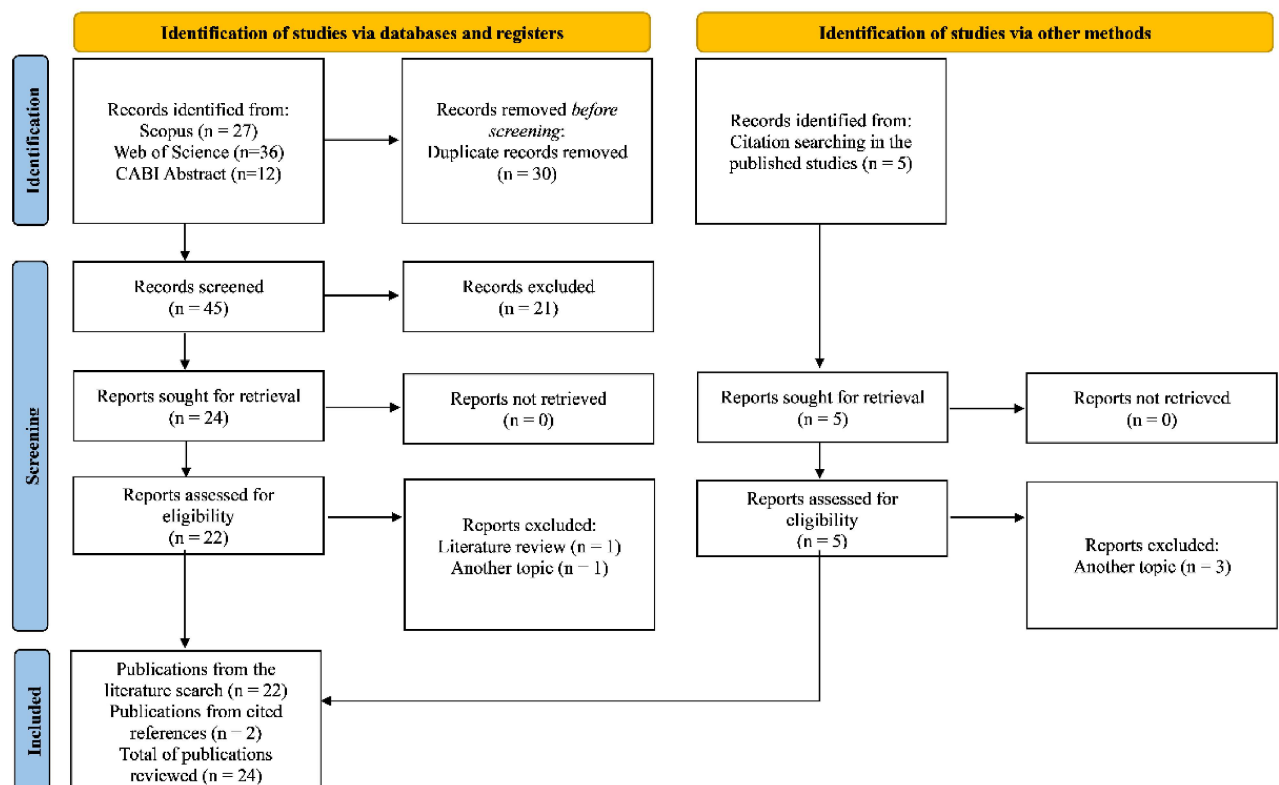 Identification of studies via databases and registers
Identification of studies via other methods
Identification
Records identified from:
Scopus (n = 27)
Web of Science (n=36)
CABI Abstract (n=12)
Records removed before
screening:
Duplicate records removed
(n = 30)
Records identified from:
Citation searching in the
published studies (n = 5)
Screening
Records screened
(n = 45)
Records excluded
(n = 21)
Reports sought for retrieval
(n = 24)
Reports not retrieved
(n = 0)
Reports sought for retrieval
(n = 5)
Reports not retrieved
(n = 0)
Reports assessed for
eligibility
(n = 22)
Reports excluded:
Literature review (n = 1)
Another topic (n = 1)
Reports assessed for
eligibility
(n = 5)
Reports excluded:
Another topic (n = 3)
Included
Publications from the
literature search (n = 22)
Publications from cited
references (n = 2)
Total of publications
reviewed (n = 24)